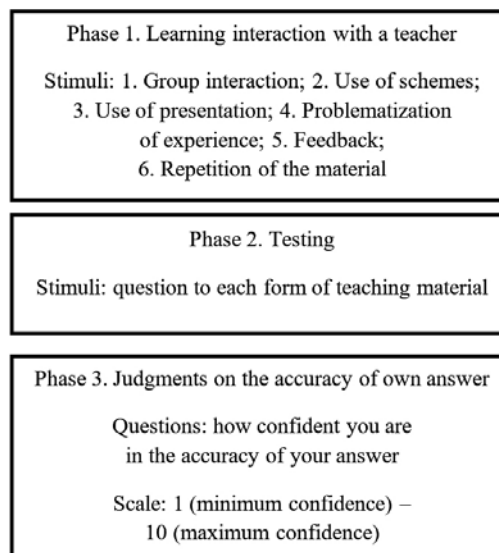 Phase 1. Learning interaction with a teacher
Stimuli: 1. Group interaction; 2. Use of schemes;
3. Use of presentation; 4. Problematization
of experience; 5. Feedback;
6. Repetition of the material
Phase 2. Testing
Stimuli: question to each form of teaching material
Phase 3. Judgments on the accuracy of own answer
Questions: how confident you are
in the accuracy of your answer
Scale: 1 (minimum confidence) –
10 (maximum confidence)